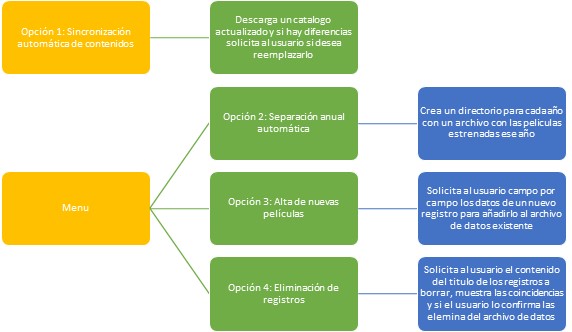 Opción 1: Sincronización
automática de contenidos
Descarga un catalogo
actualizado y si hay diferencias
solicita al usuario si desea
reemplazarlo
Menu
Opción 2: Separación anual
automática
Crea un directorio para cada año
con un archivo con las peliculas
estrenadas ese año
Opción 3: Alta de nuevas
películas
Solicita al usuario campo por
campo los datos de un nuevo
registro para añadirlo al archivo
de datos existente
Opción 4: Eliminación de
registros
Solicita al usuario el contenido
del titulo de los registros a
borrar, muestra las coincidencias
y si el usuario lo confirma las
elemina del archivo de datos